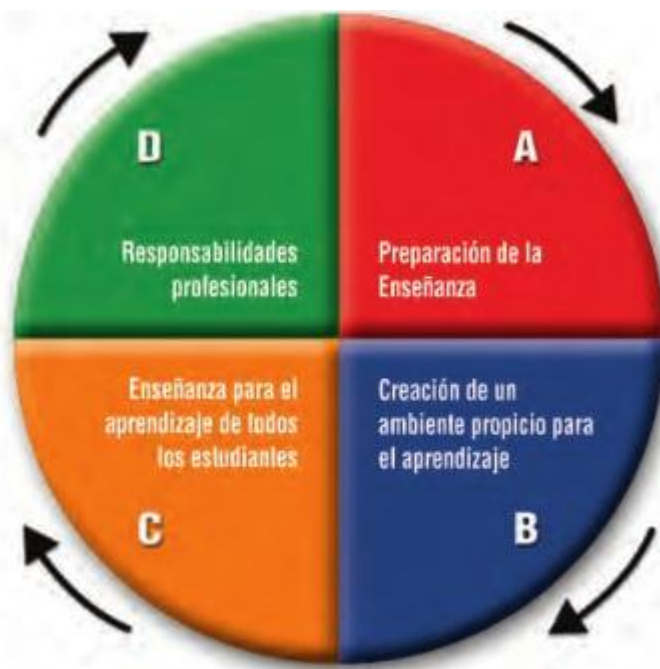 D
Responsabilidades
profesionales
A
Preparación de la
Enseñanza
Enseñanza para el
aprendizaje de todos
los estudiantes
C
Creación de un
ambiente propicio para
el aprendizaje
B